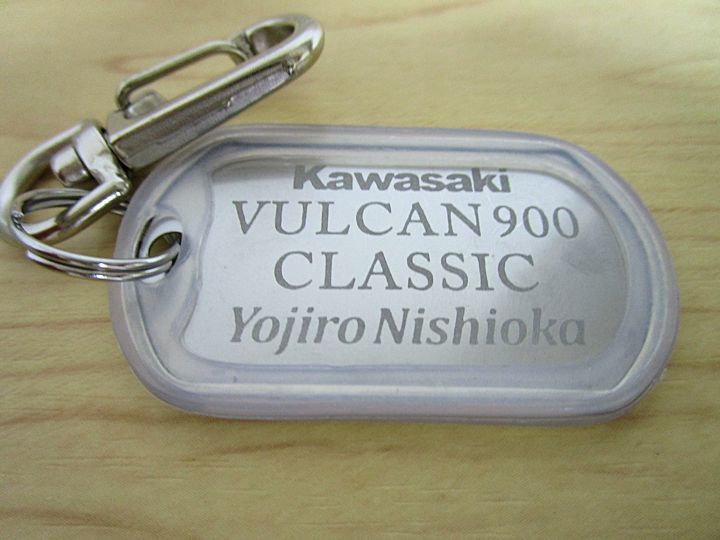 Kawasaki
VULCAN 900
CLASSIC
Yojiro Nishioka